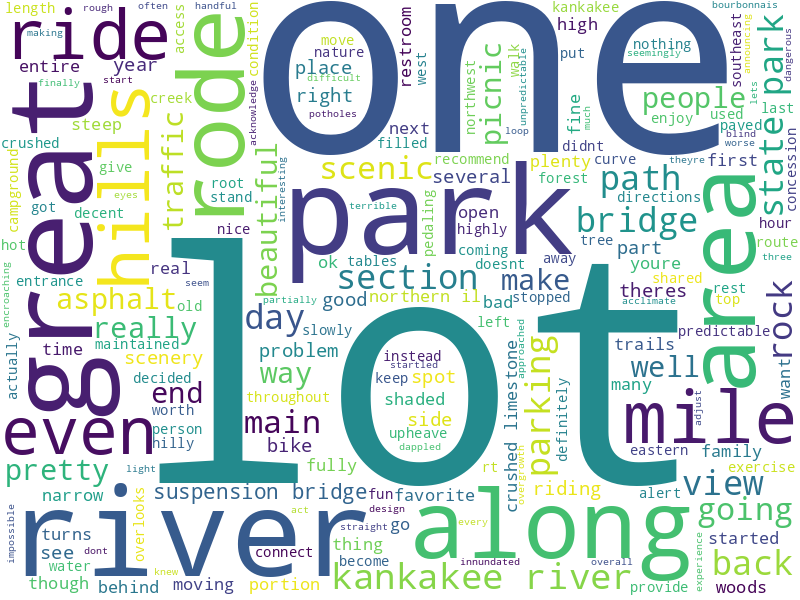 length
rough
often
handful
one
bourbonnais
making
ride
access
condition
restroom
high
put
southeast
announcing
dangerous
finally
entire
year
start
rode
acknowledge
place
move
nature
difficult
west
right
potholes
northwest
picnic
walk
unpredictable
loop
kankakee
nothing
seemingly
much
people
enjoy
used
lets
paved
state
park
last
great
hills
creek
steep
traffic
crushed
give
beautiful
interesting
filled
next
didnt
fine
curve
blind
worse
theyre
first
concession
campground
eyes
got
decent
root
stand
nice
scenic
recommend
several
plenty
forest
path
directions
area
hour
route
three
hot
entrance
real
seem
park
terrible
pedaling
open
highly
coming
tree
bridge
part
youre
shared
acclimate
rest
top
encroaching
asphalt
old
partially
ok
tables
section
doesnt
away
make
stopped
theres
predictable
rock
really
maintained
scenery
actually
time
day
slowly
good
northern il
bad
left
approached
problem
trails
want
decided
worth
way
instead
startled
keep
spot
shaded
side
upheave
dappled
lot
crushed limestone
parking
definitely
many
well
adjust
mile
even
end
person
hilly
throughout
main
bike
fully
rt
overgrowth
eastern
family
pretty
light
exercise
narrow
suspension bridge
fun
favorite
riding
alert
view
going
impossible
river
turns
see
overlooks
act
straight
design
go
along
every
started
water
dont
knew
connect
thing
become
innundated
overall
experience
back
though
behind
moving
portion
kankakee river
provide
woods